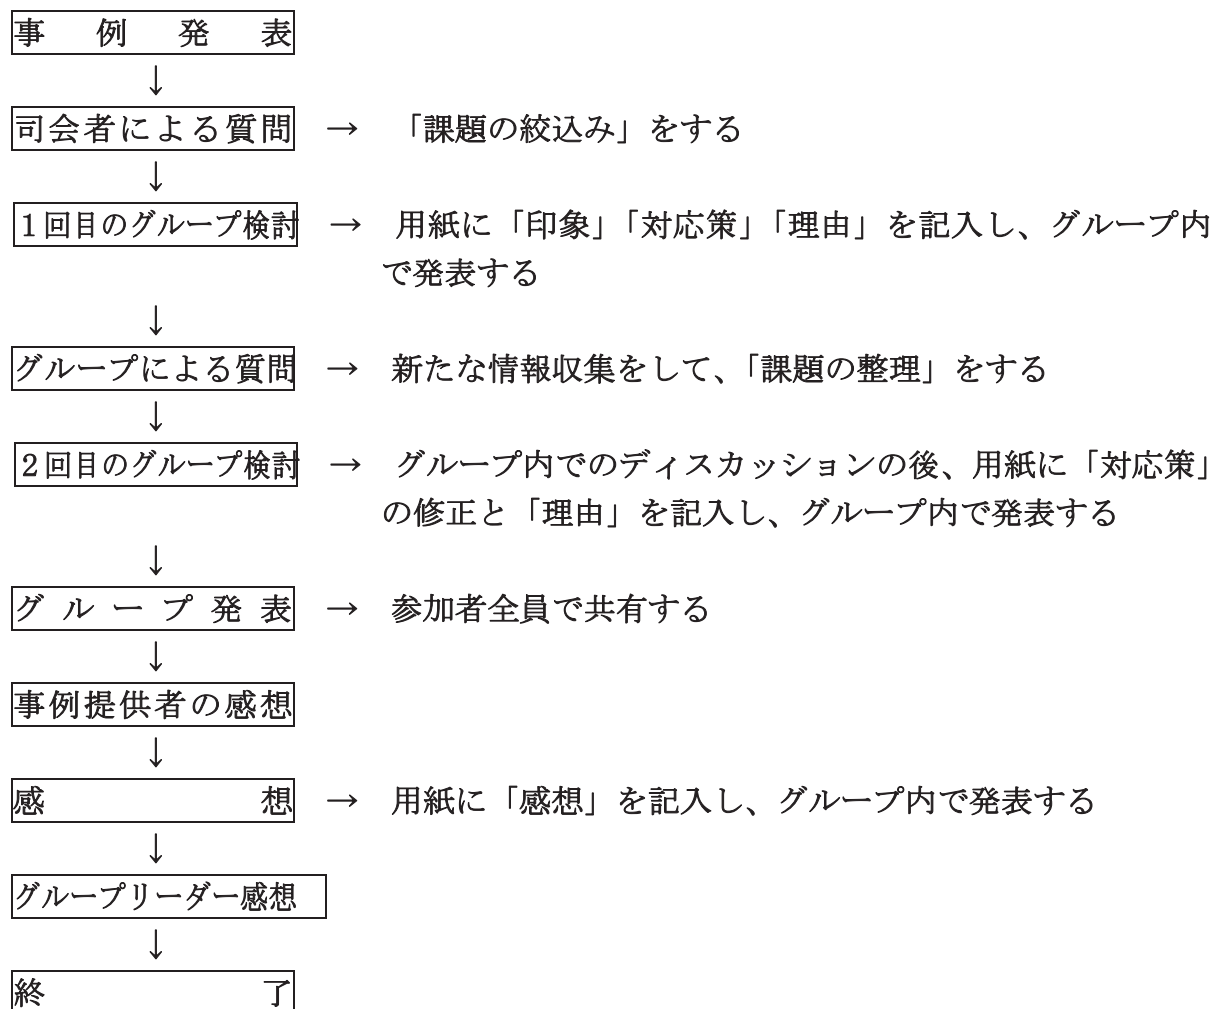 事例発表
↓
司会者による質問 → 「課題の絞込み」をする
↓
1回目のグループ検討 → 用紙に「印象」「対応策」「理由」を記入し、グループ内
で発表する
↓
グループによる質問 → 新たな情報収集をして、「課題の整理」をする
↓
2回目のグループ検討 → グループ内でのディスカッションの後、用紙に「対応策」
の修正と「理由」を記入し、グループ内で発表する
↓
グループ発表 → 参加者全員で共有する
↓
事例提供者の感想
↓
感想 → 用紙に「感想」を記入し、グループ内で発表する
↓
グループリーダー感想
↓
終了